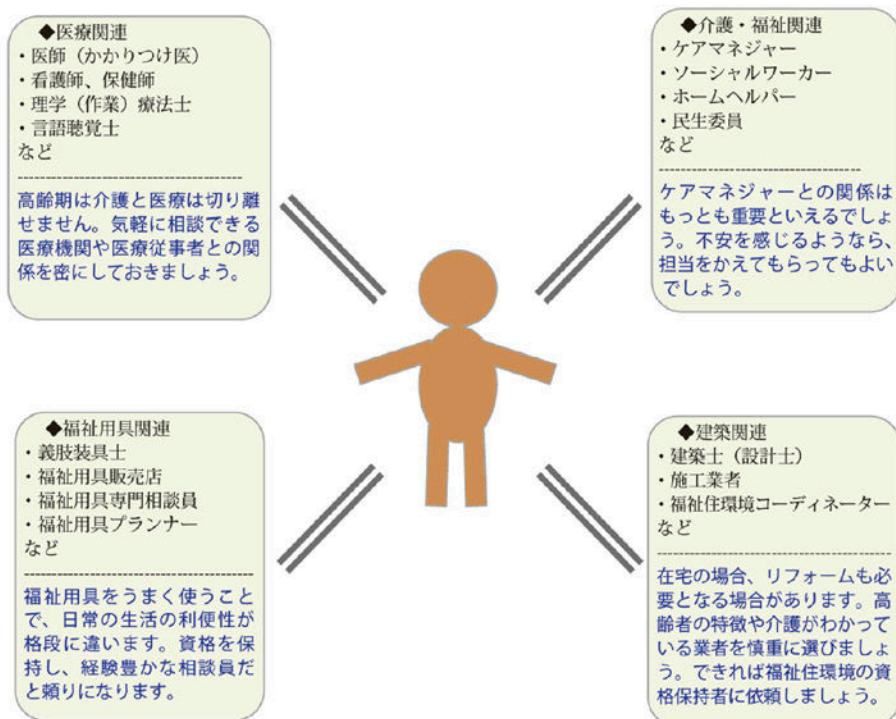 ◆医療関連
・医師（かかりつけ医）
・看護師、保健師
・理学（作業）療法士
・言語聴覚士
など
高齢期は介護と医療は切り離
せません。気軽に相談できる
医療機関や医療従事者との関
係を密にしておきましょう。
◆介護・福祉関連
・ケアマネジャー
・ソーシャルワーカー
・ホームヘルパー
・民生委員
など
ケアマネジャーとの関係は
もっとも重要といえるでしょ
う。不安を感じるようなら、
担当をかえてもらってもよい
でしょう。
◆福祉用具関連
・義肢装具士
・福祉用具販売店
・福祉用具専門相談員
・福祉用具プランナー
など
福祉用具をうまく使うこと
で、日常の生活の利便性が
格段に違います。資格を保
持し、経験豊かな相談員だ
と頼りになります。
◆建築関連
・建築士（設計士）
・施工業者
・福祉住環境コーディネーター
など
在宅の場合、リフォームも必
要となる場合があります。高
齢者の特徴や介護がわかって
いる業者を慎重に選びましょ
う。できれば福祉住環境の資
格保持者に依頼しましょう。